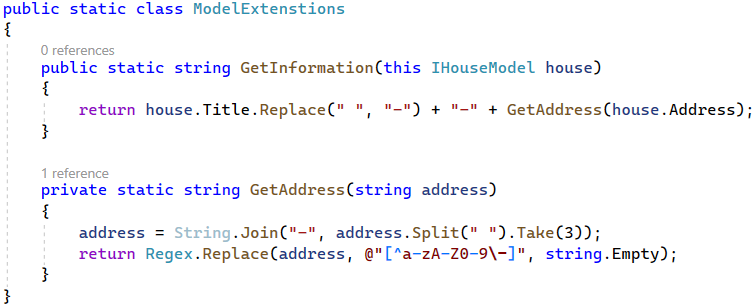 public static class ModelExtenstions
{
0 references
public static string GetInformation(this IHouseModel house)
{
return house.Title.Replace(" ", "-") + "-" + GetAddress(house.Address);
}
1 reference
private static string GetAddress(string address)
{
address = String.Join("-", address.Split(" ").Take(3));
return Regex.Replace(address, @"[^a-zA-Z0-9\-]", string.Empty);
}
}